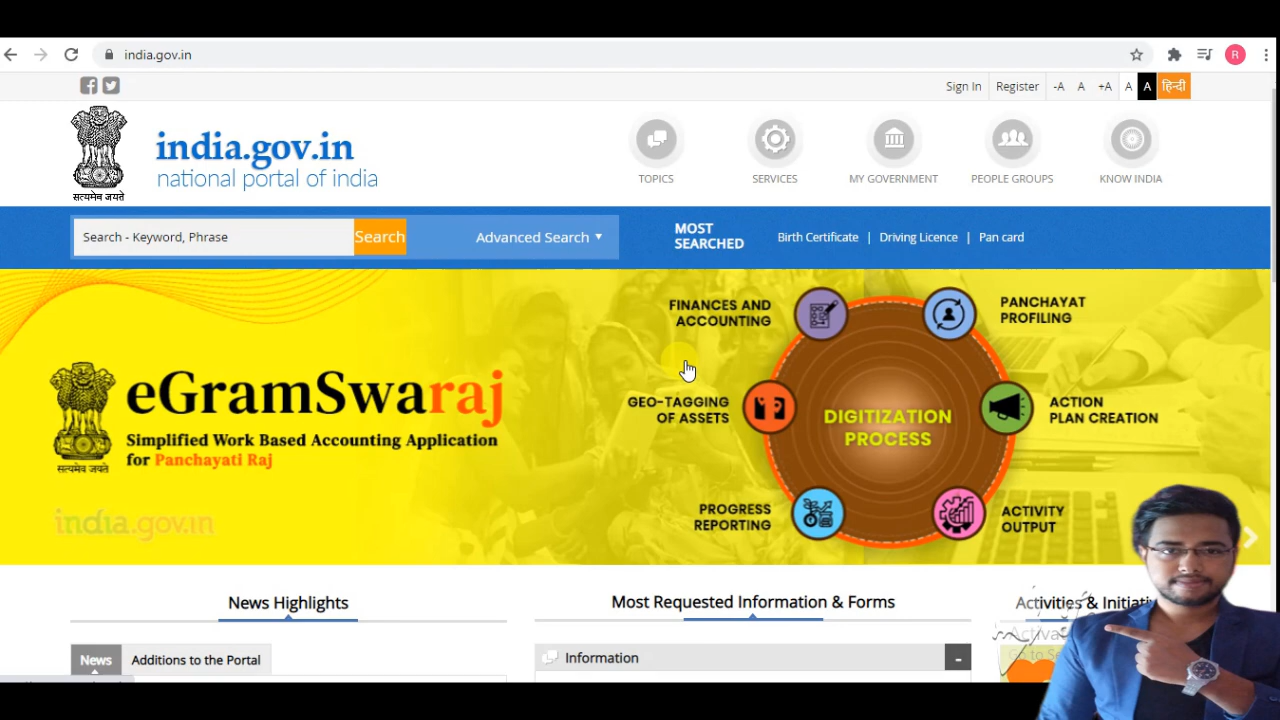 india.gov.in
Sign In Register -A A +A A A हिन्दी
सत्यमेव जयते
india.gov.in
national portal of india
TOPICS
SERVICES
MY GOVERNMENT
PEOPLE GROUPS
KNOW INDIA
Search - Keyword, Phrase
Search
Advanced Search
MOST
SEARCHED
Birth Certificate | Driving Licence | Pan card
सत्यमेव जयते
eGramSwaraj
Simplified Work Based Accounting Application
for Panchayati Raj
india.gov.in
FINANCES AND
ACCOUNTING
PANCHAYAT
PROFILING
GEO-TAGGING
OF ASSETS
DIGITIZATION
PROCESS
ACTION
PLAN CREATION
PROGRESS
REPORTING
ACTIVITY
OUTPUT
News Highlights
Most Requested Information & Forms
Activities &
News
Additions to the Portal
Information
-
R